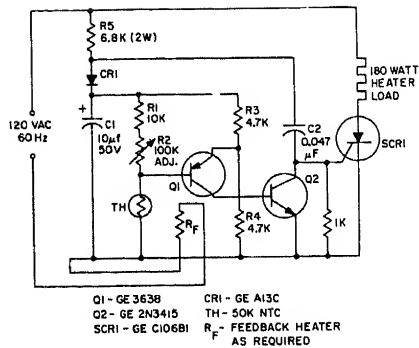 R5
6.8K (2W)
CR1
180 WATT
HEATER
LOAD
120 VAC
60 Hz
+
C1
10μf
50V
R1
10K
R2
100K
ADJ.
R3
4.7K
C2
0.047
μF
SCR1
Q1
Q2
TH
RF
R4
4.7K
1K
Q1 - GE 3638
CR1 - GE A13C
Q2 - GE 2N3415
TH - 50K NTC
SCR1 - GE C106B1
RF - FEEDBACK HEATER
AS REQUIRED